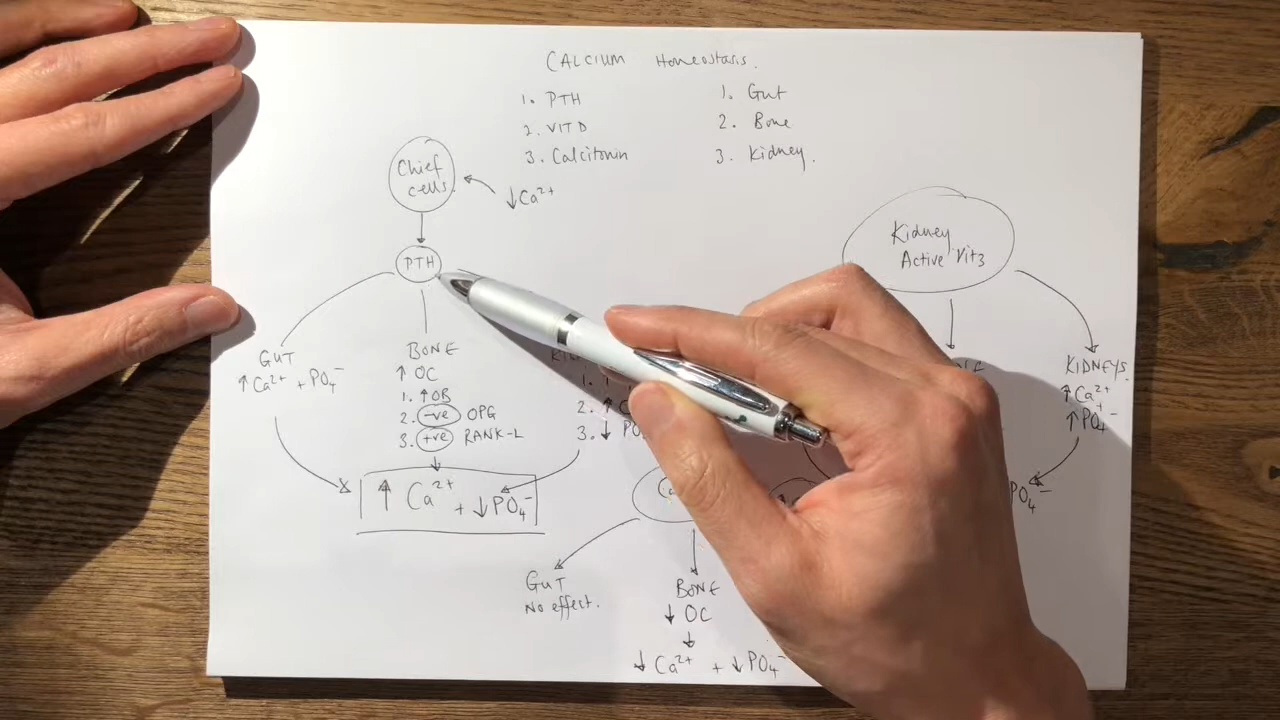 CALCIUM Homeostasis.
1. PTH
2. VIT D
3. Calcitonin
1. Gut
2. Bone
3. Kidney.
Chief
cells
↓Ca²⁺
PTH
GUT
↑Ca²⁺ + PO₄⁻
BONE
↑ OC
1. ↑OB
2. -ve OPG
3. +ve RANK-L
1.
2. ↑
3. ↓ PO
↑ Ca²⁺ + ↓PO₄⁻
Kidney
Active Vit3
KIDNEYS.
↑Ca²⁺
↑PO₄⁻
PO₄⁻
GUT
No effect.
BONE
↓ OC
↓
↓Ca²⁺ + ↓PO₄⁻